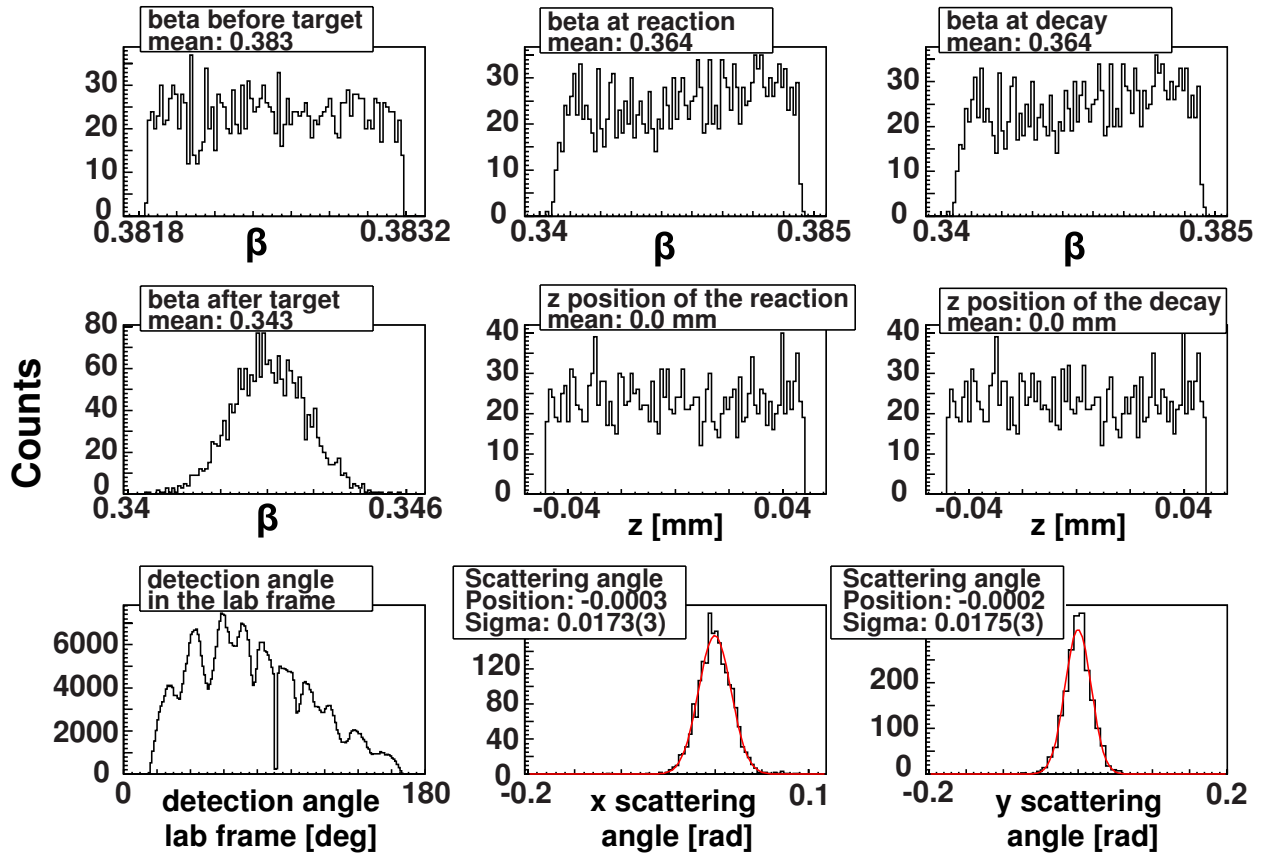 beta before target
mean: 0.383
30
20
10
0
0.3818
0.3832
β
beta at reaction
mean: 0.364
30
20
10
0
0.34
0.385
β
beta at decay
mean: 0.364
30
20
10
0
0.34
0.385
β
Counts
beta after target
mean: 0.343
80
60
40
20
0
0.34
0.346
β
z position of the reaction
mean: 0.0 mm
40
30
20
10
0
-0.04
0.04
z [mm]
z position of the decay
mean: 0.0 mm
40
30
20
10
0
-0.04
0.04
z [mm]
detection angle
in the lab frame
6000
4000
2000
0
0
180
detection angle
lab frame [deg]
Scattering angle
Position: -0.0003
Sigma: 0.0173(3)
120
80
40
0
-0.2
0.1
x scattering
angle [rad]
Scattering angle
Position: -0.0002
Sigma: 0.0175(3)
200
100
0
-0.2
0.2
y scattering
angle [rad]